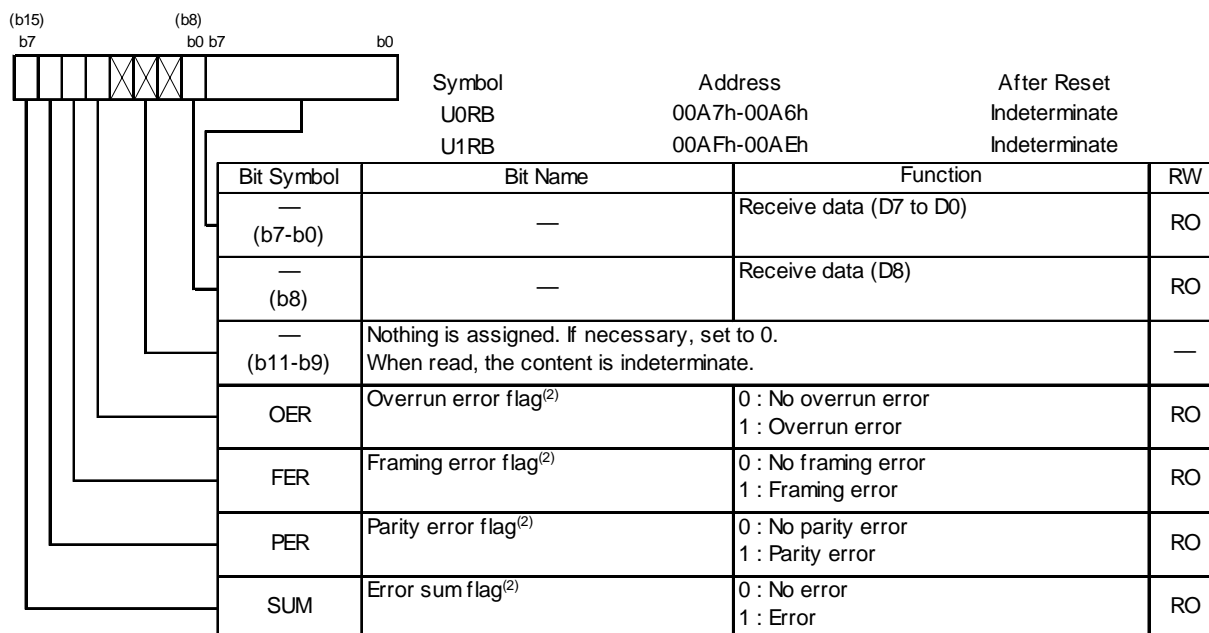 (b15) (b8)
b7 b0 b7 b0
Symbol Address After Reset
U0RB 00A7h-00A6h Indeterminate
U1RB 00AFh-00AEh Indeterminate
Bit Symbol Bit Name Function RW
— — Receive data (D7 to D0) RO
(b7-b0)
— — Receive data (D8) RO
(b8)
— Nothing is assigned. If necessary, set to 0. —
(b11-b9) When read, the content is indeterminate.
OER Overrun error flag(2) 0 : No overrun error RO
1 : Overrun error
FER Framing error flag(2) 0 : No framing error RO
1 : Framing error
PER Parity error flag(2) 0 : No parity error RO
1 : Parity error
SUM Error sum flag(2) 0 : No error RO
1 : Error